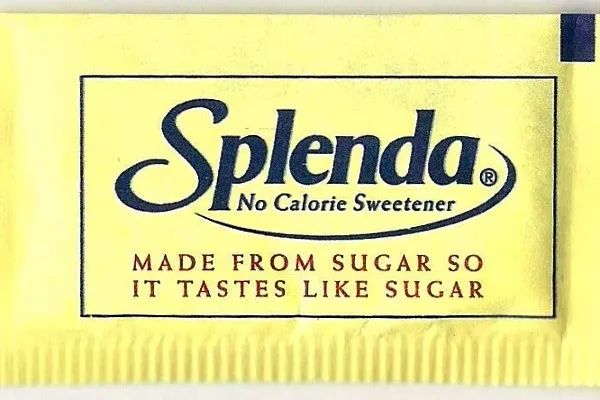 Splenda®
No Calorie Sweetener
MADE FROM SUGAR SO
IT TASTES LIKE SUGAR